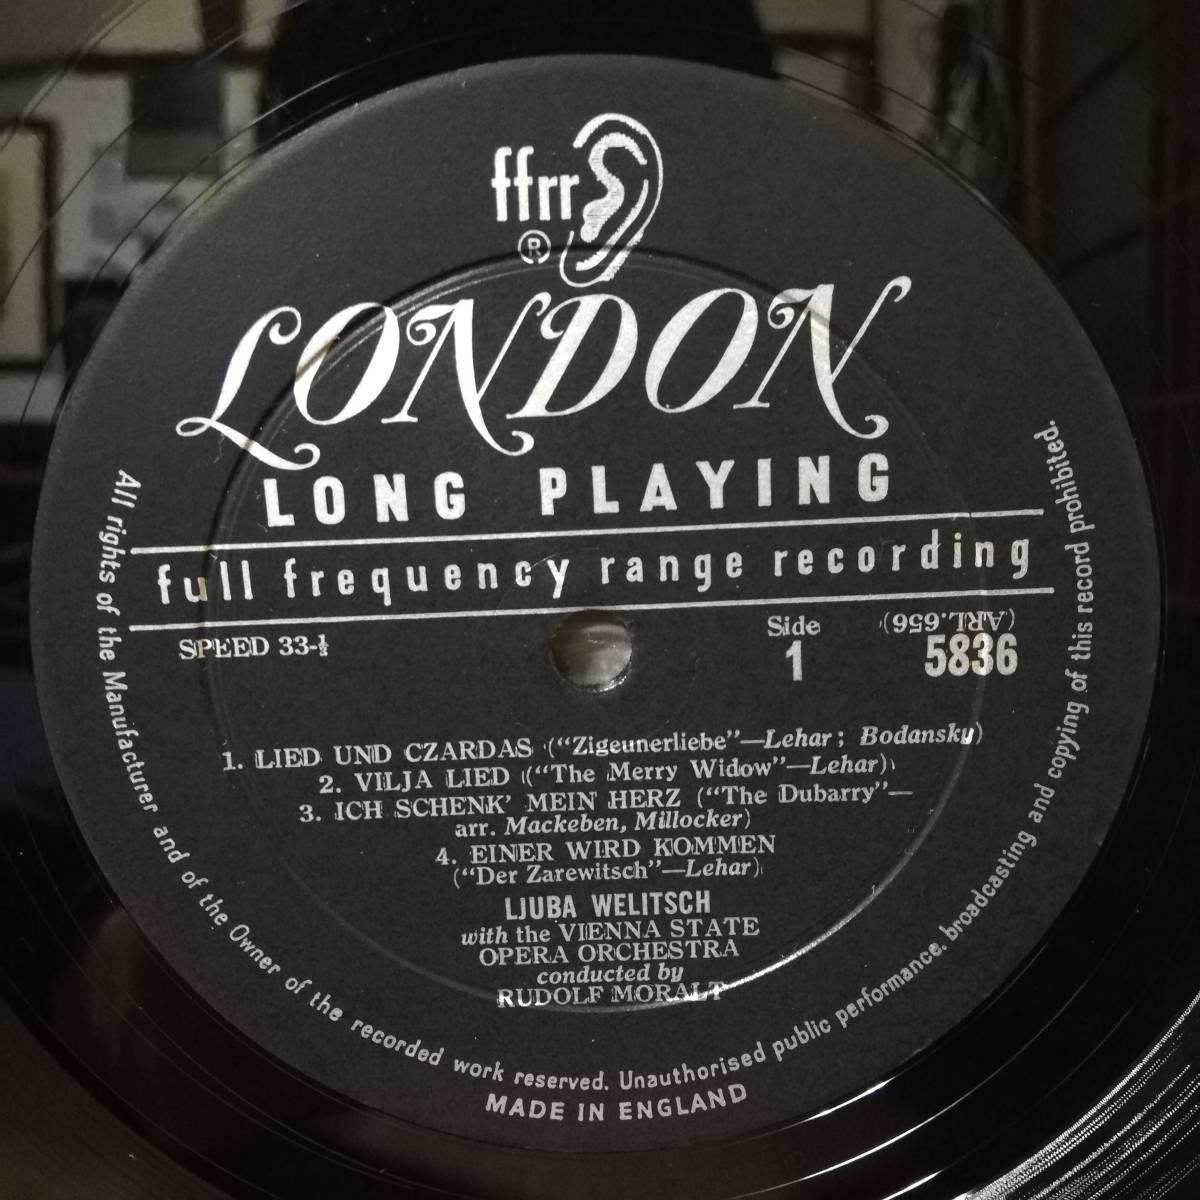 ffrr
®
LONDON
LONG PLAYING
full frequency range recording
SPEED 33-⅓
Side
1
(ARL.656)
5836
1. LIED UND CZARDAS (“Zigeunerliebe”—Lehar; Bodansky)
2. VILJA LIED (“The Merry Widow”—Lehar)
3. ICH SCHENK' MEIN HERZ (“The Dubarry”—
arr. Mackeben, Millocker)
4. EINER WIRD KOMMEN
(“Der Zarewitsch”—Lehar)
LJUBA WELITSCH
with the VIENNA STATE
OPERA ORCHESTRA
conducted by
RUDOLF MORALT
All rights of the Manufacturer and of the Owner of the recorded work reserved. Unauthorised public performance, broadcasting and copying of this record prohibited.
MADE IN ENGLAND